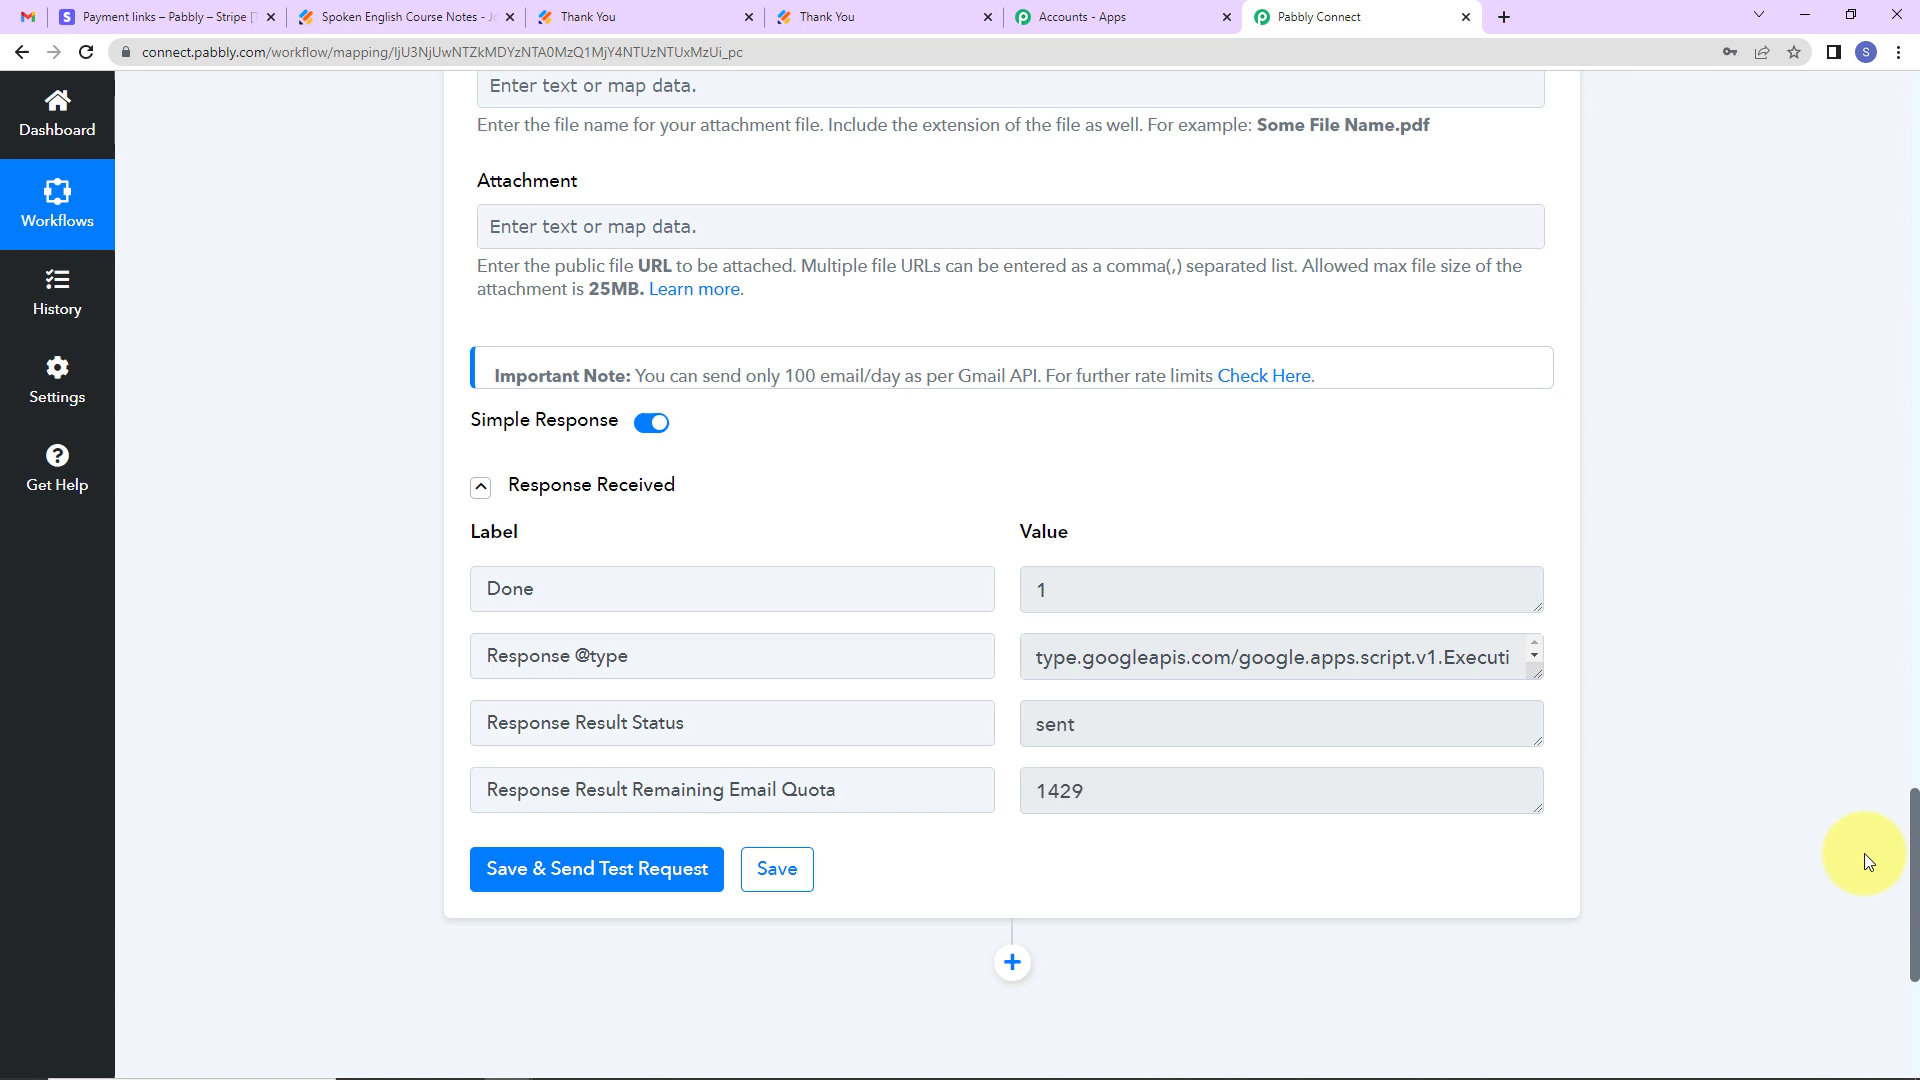 Payment links – Pabbly – Stripe [T
Spoken English Course Notes - Jo
Thank You
Thank You
Accounts - Apps
Pabbly Connect
connect.pabbly.com/workflow/mapping/IjU3NjUwNTZkMDYzNTA0MzQ1MjY4NTUzNTUxMzUi_pc
S
Dashboard
Workflows
History
Settings
Get Help
Enter text or map data.
Enter the file name for your attachment file. Include the extension of the file as well. For example: Some File Name.pdf
Attachment
Enter text or map data.
Enter the public file URL to be attached. Multiple file URLs can be entered as a comma(,) separated list. Allowed max file size of the
attachment is 25MB. Learn more.
Important Note: You can send only 100 email/day as per Gmail API. For further rate limits Check Here.
Simple Response
Response Received
Label Value
Done 1
Response @type type.googleapis.com/google.apps.script.v1.Executi
Response Result Status sent
Response Result Remaining Email Quota 1429
Save & Send Test Request Save